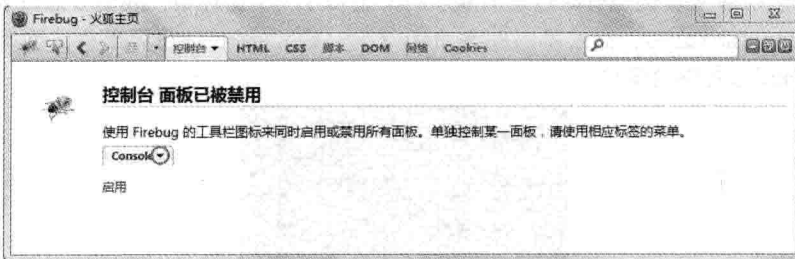 Firebug - 火狐主页
控制台 HTML CSS 脚本 DOM 网络 Cookies
控制台 面板已被禁用
使用 Firebug 的工具栏图标来同时启用或禁用所有面板。单独控制某一面板，请使用相应标签的菜单。
Console
启用